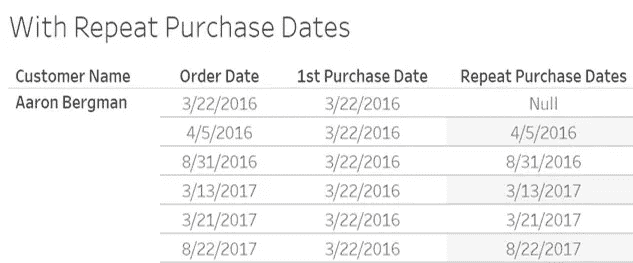 With Repeat Purchase Dates
Customer Name Order Date 1st Purchase Date Repeat Purchase Dates
Aaron Bergman 3/22/2016 3/22/2016 Null
4/5/2016 3/22/2016 4/5/2016
8/31/2016 3/22/2016 8/31/2016
3/13/2017 3/22/2016 3/13/2017
3/21/2017 3/22/2016 3/21/2017
8/22/2017 3/22/2016 8/22/2017